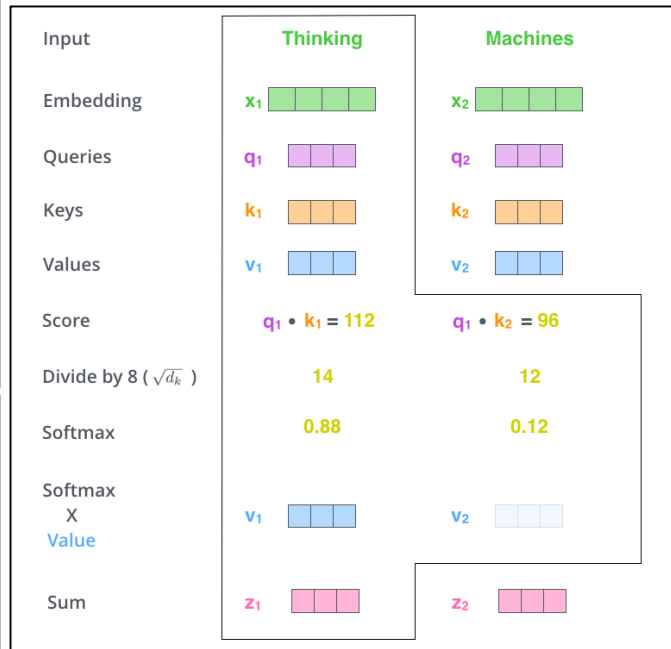 Input Thinking Machines
Embedding x₁ x₂
Queries q₁ q₂
Keys k₁ k₂
Values v₁ v₂
Score q₁ • k₁ = 112 q₁ • k₂ = 96
Divide by 8 ( √dₖ ) 14 12
Softmax 0.88 0.12
Softmax
X v₁ v₂
Value
Sum z₁ z₂